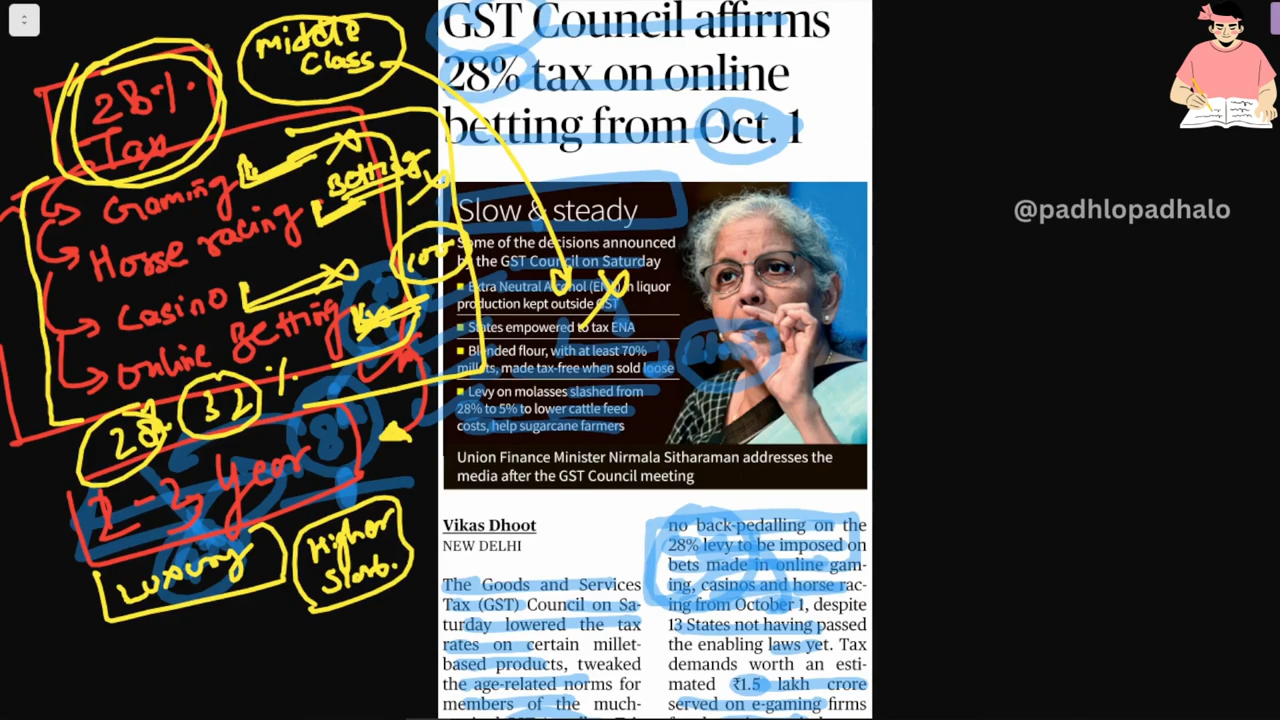 GST Council affirms
28% tax on online
betting from Oct. 1
Slow & steady
Some of the decisions announced
by the GST Council on Saturday
Extra Neutral Alcohol (ENA) in liquor
production kept outside GST
States empowered to tax ENA
Blended flour, with at least 70%
millets, made tax-free when sold loose
Levy on molasses slashed from
28% to 5% to lower cattle feed
costs, help sugarcane farmers
Union Finance Minister Nirmala Sitharaman addresses the
media after the GST Council meeting
Vikas Dhoot
NEW DELHI
The Goods and Services
Tax (GST) Council on Sa-
turday lowered the tax
rates on certain millet-
based products, tweaked
the age-related norms for
members of the much-
no back-pedalling on the
28% levy to be imposed on
bets made in online gam-
ing, casinos and horse rac-
ing from October 1, despite
13 States not having passed
the enabling laws yet. Tax
demands worth an esti-
mated ₹1.5 lakh crore
served on e-gaming firms
Middle
Class
28%
Tax
Gaming
Betting
Horse racing
100
Casino
Online Betting
28
32 %
2-3 Year
Luxury
Higher
@padhlopadhalo